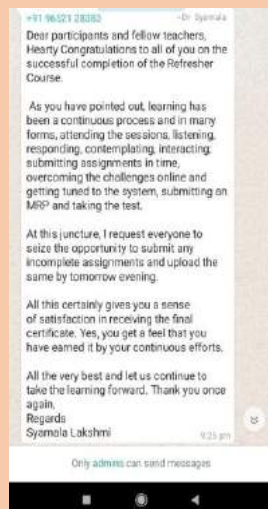 +91 96521 28383 ~Dr Syamala
Dear participants and fellow teachers,
Hearty Congratulations to all of you on the
successful completion of the Refresher
Course.
As you have pointed out, learning has
been a continuous process and in many
forms, attending the sessions, listening,
responding, contemplating, interacting,
submitting assignments in time,
overcoming the challenges online and
getting tuned to the system, submitting an
MRP and taking the test.
At this juncture, I request everyone to
seize the opportunity to submit any
incomplete assignments and upload the
same by tomorrow evening.
All this certainly gives you a sense
of satisfaction in receiving the final
certificate. Yes, you get a feel that you
have earned it by your continuous efforts.
All the very best and let us continue to
take the learning forward. Thank you once
again,
Regards
Syamala Lakshmi
9:25 pm
Only admins can send messages